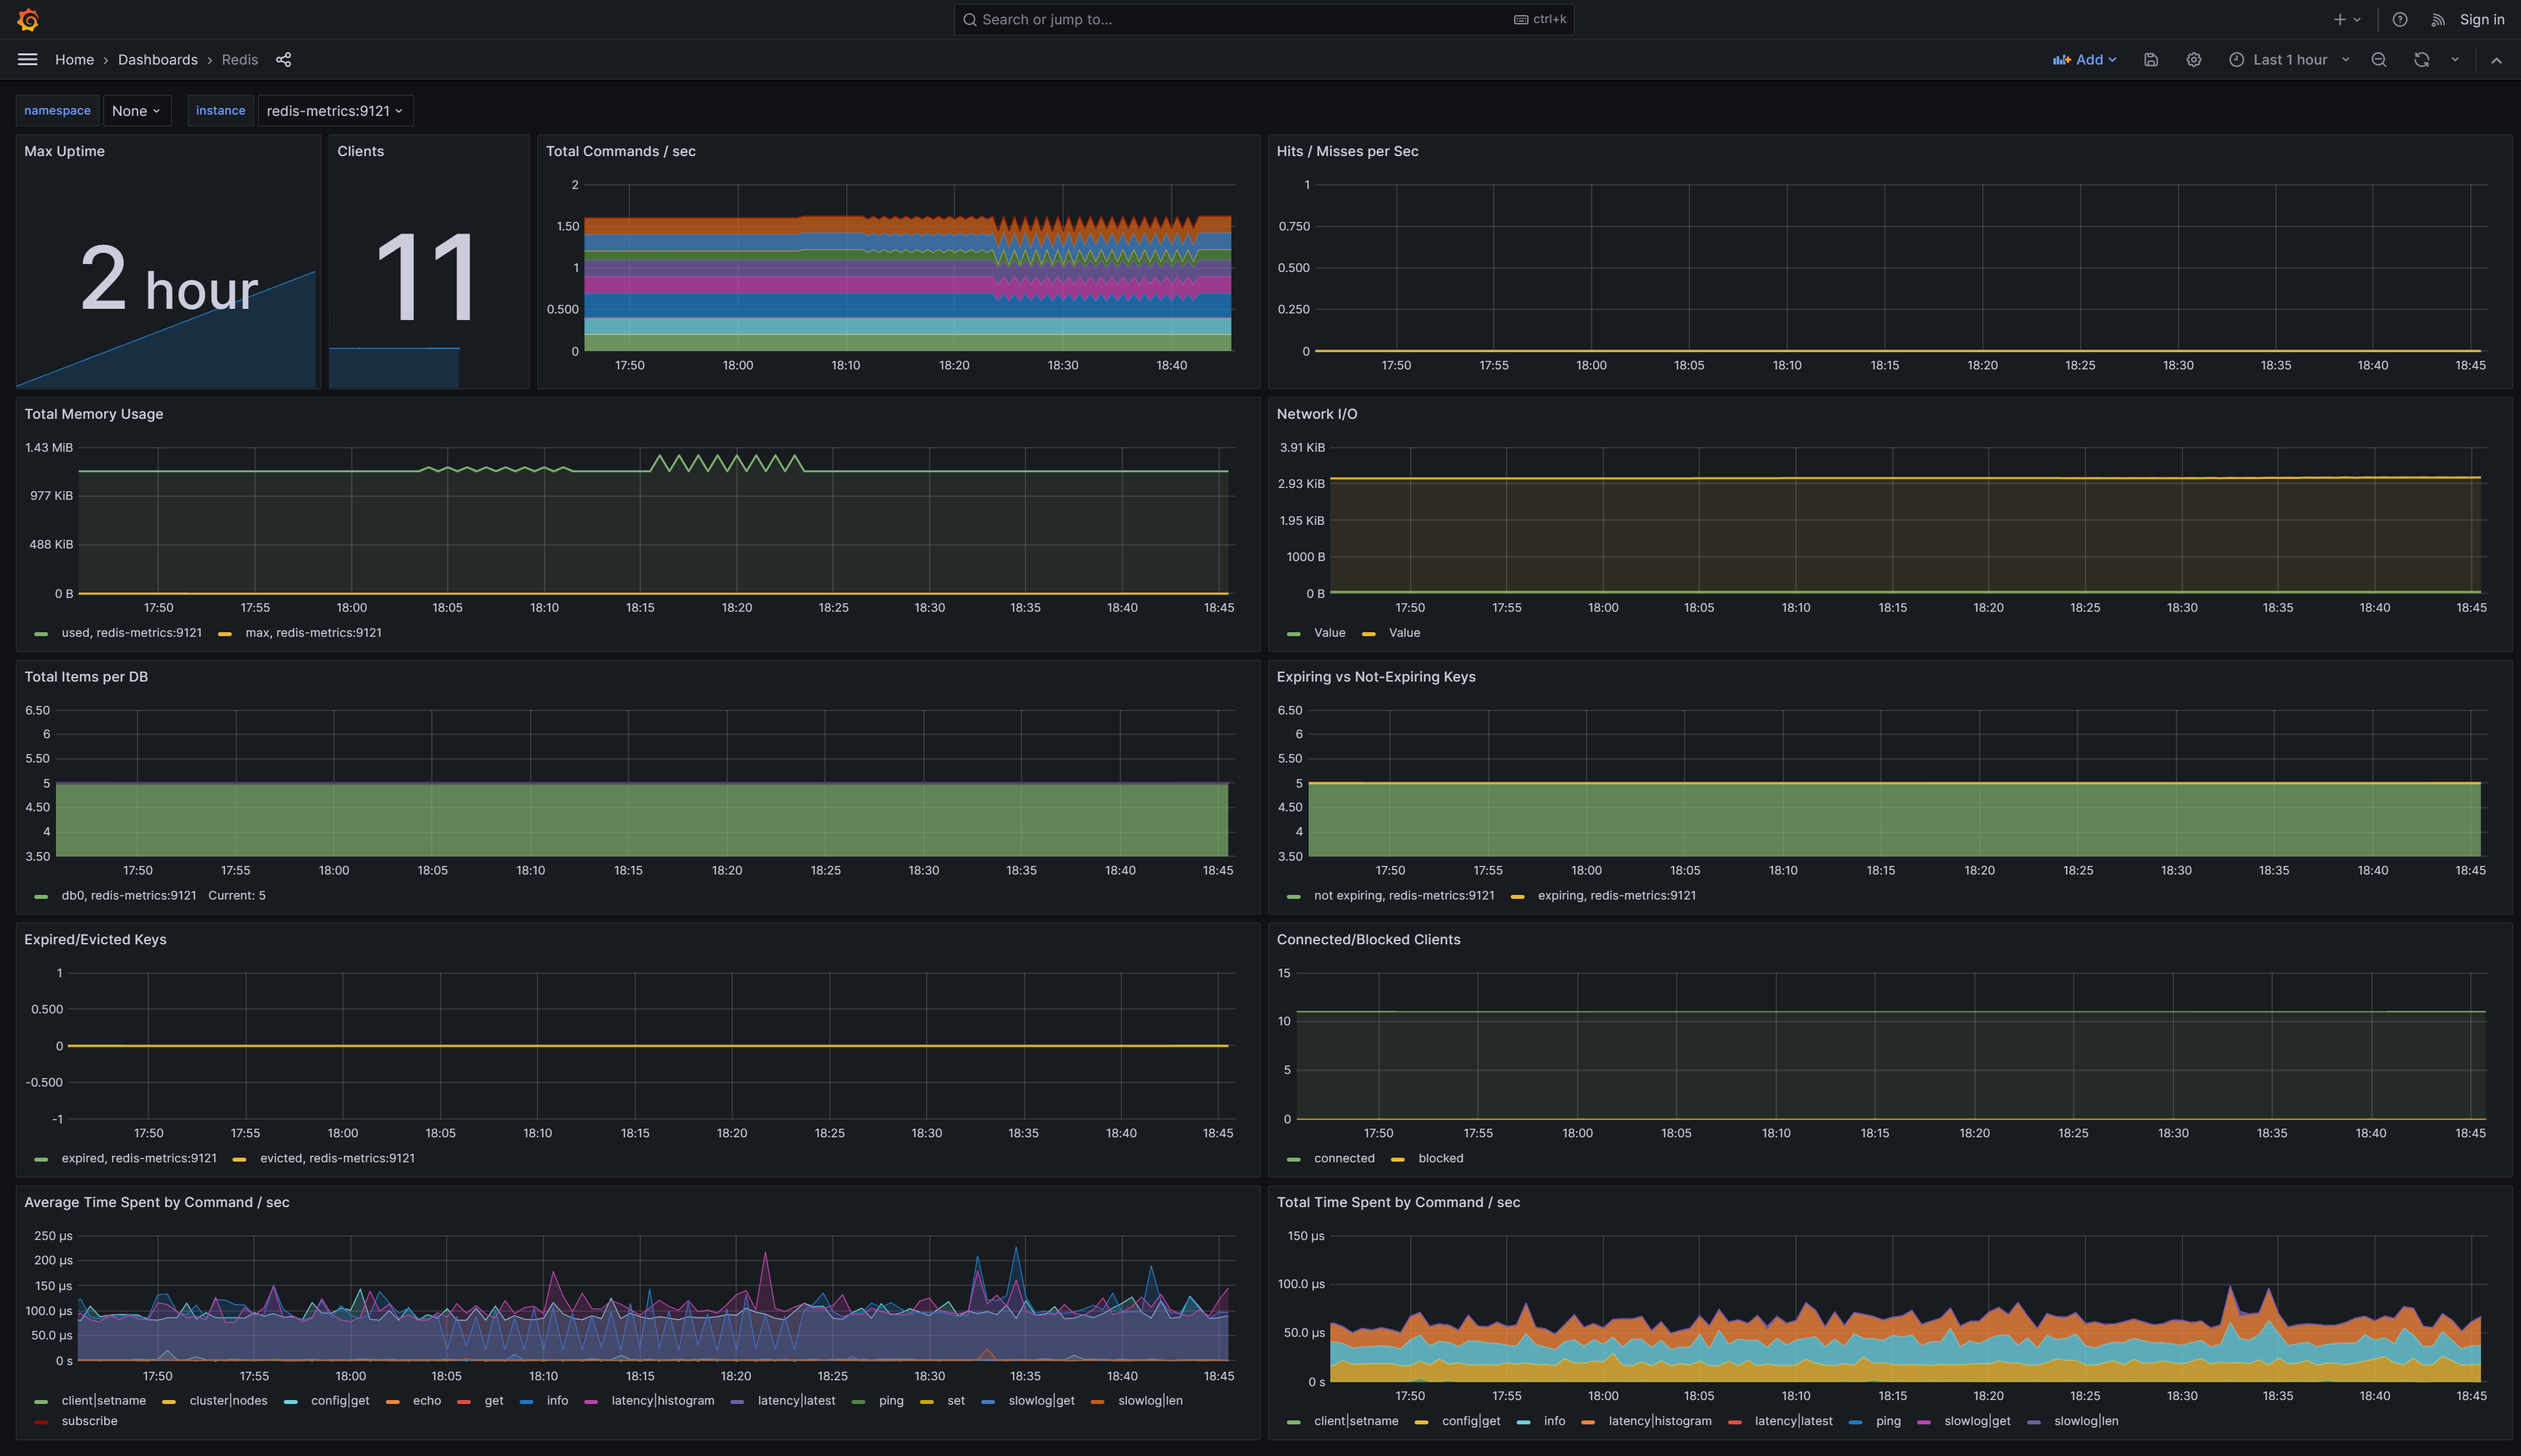 Search or jump to...
ctrl+k
Sign in
Home › Dashboards › Redis
Add
Last 1 hour
namespace
None
instance
redis-metrics:9121
Max Uptime
2 hour
Clients
11
Total Commands / sec
2
1.50
1
0.500
0
17:50 18:00 18:10 18:20 18:30 18:40
Hits / Misses per Sec
1
0.750
0.500
0.250
0
17:50 17:55 18:00 18:05 18:10 18:15 18:20 18:25 18:30 18:35 18:40 18:45
Total Memory Usage
1.43 MiB
977 KiB
488 KiB
0 B
17:50 17:55 18:00 18:05 18:10 18:15 18:20 18:25 18:30 18:35 18:40 18:45
used, redis-metrics:9121 max, redis-metrics:9121
Network I/O
3.91 KiB
2.93 KiB
1.95 KiB
1000 B
0 B
17:50 17:55 18:00 18:05 18:10 18:15 18:20 18:25 18:30 18:35 18:40 18:45
Value Value
Total Items per DB
6.50
6
5.50
5
4.50
4
3.50
17:50 17:55 18:00 18:05 18:10 18:15 18:20 18:25 18:30 18:35 18:40 18:45
db0, redis-metrics:9121 Current: 5
Expiring vs Not-Expiring Keys
6.50
6
5.50
5
4.50
4
3.50
17:50 17:55 18:00 18:05 18:10 18:15 18:20 18:25 18:30 18:35 18:40 18:45
not expiring, redis-metrics:9121 expiring, redis-metrics:9121
Expired/Evicted Keys
1
0.500
0
-0.500
-1
17:50 17:55 18:00 18:05 18:10 18:15 18:20 18:25 18:30 18:35 18:40 18:45
expired, redis-metrics:9121 evicted, redis-metrics:9121
Connected/Blocked Clients
15
10
5
0
17:50 17:55 18:00 18:05 18:10 18:15 18:20 18:25 18:30 18:35 18:40 18:45
connected blocked
Average Time Spent by Command / sec
250 µs
200 µs
150 µs
100.0 µs
50.0 µs
0 s
17:50 17:55 18:00 18:05 18:10 18:15 18:20 18:25 18:30 18:35 18:40 18:45
client|setname cluster|nodes config|get echo get info latency|histogram latency|latest ping set slowlog|get slowlog|len
subscribe
Total Time Spent by Command / sec
150 µs
100.0 µs
50.0 µs
0 s
17:50 17:55 18:00 18:05 18:10 18:15 18:20 18:25 18:30 18:35 18:40 18:45
client|setname config|get info latency|histogram latency|latest ping slowlog|get slowlog|len